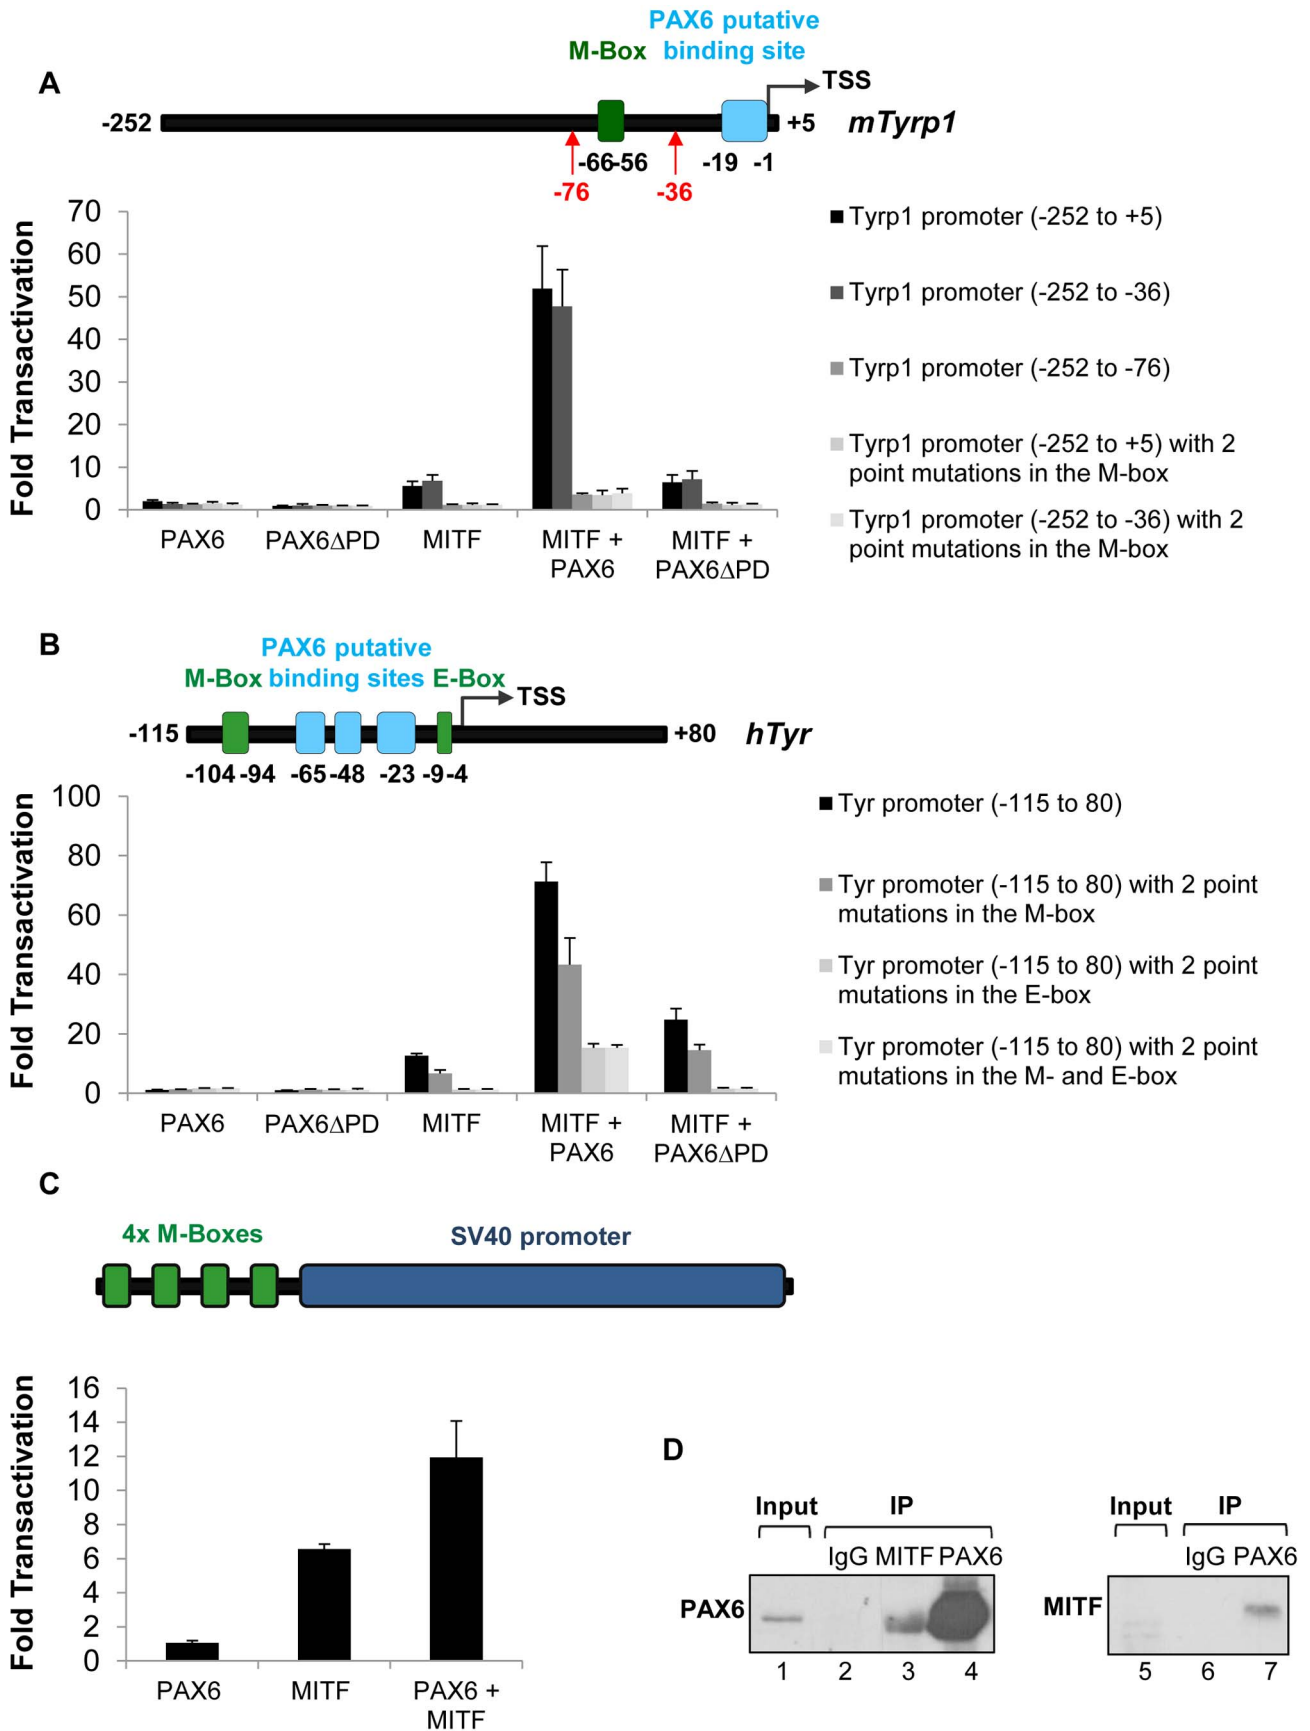 A
PAX6 putative
M-Box binding site
TSS
-252
+5 mTyrp1
-66 -56 -19 -1
-76 -36
Fold Transactivation
70
60
50
40
30
20
10
0
PAX6 PAX6ΔPD MITF MITF + PAX6 MITF + PAX6ΔPD
Tyrp1 promoter (-252 to +5)
Tyrp1 promoter (-252 to -36)
Tyrp1 promoter (-252 to -76)
Tyrp1 promoter (-252 to +5) with 2
point mutations in the M-box
Tyrp1 promoter (-252 to -36) with 2
point mutations in the M-box
B
PAX6 putative
M-Box binding sites E-Box
TSS
-115
+80 hTyr
-104 -94 -65 -48 -23 -9 -4
Fold Transactivation
100
80
60
40
20
0
PAX6 PAX6ΔPD MITF MITF + PAX6 MITF + PAX6ΔPD
Tyr promoter (-115 to 80)
Tyr promoter (-115 to 80) with 2 point
mutations in the M-box
Tyr promoter (-115 to 80) with 2 point
mutations in the E-box
Tyr promoter (-115 to 80) with 2 point
mutations in the M- and E-box
C
4x M-Boxes SV40 promoter
Fold Transactivation
16
14
12
10
8
6
4
2
0
PAX6 MITF PAX6 + MITF
D
Input IP
IgG MITF PAX6
PAX6
1 2 3 4
Input IP
IgG PAX6
MITF
5 6 7